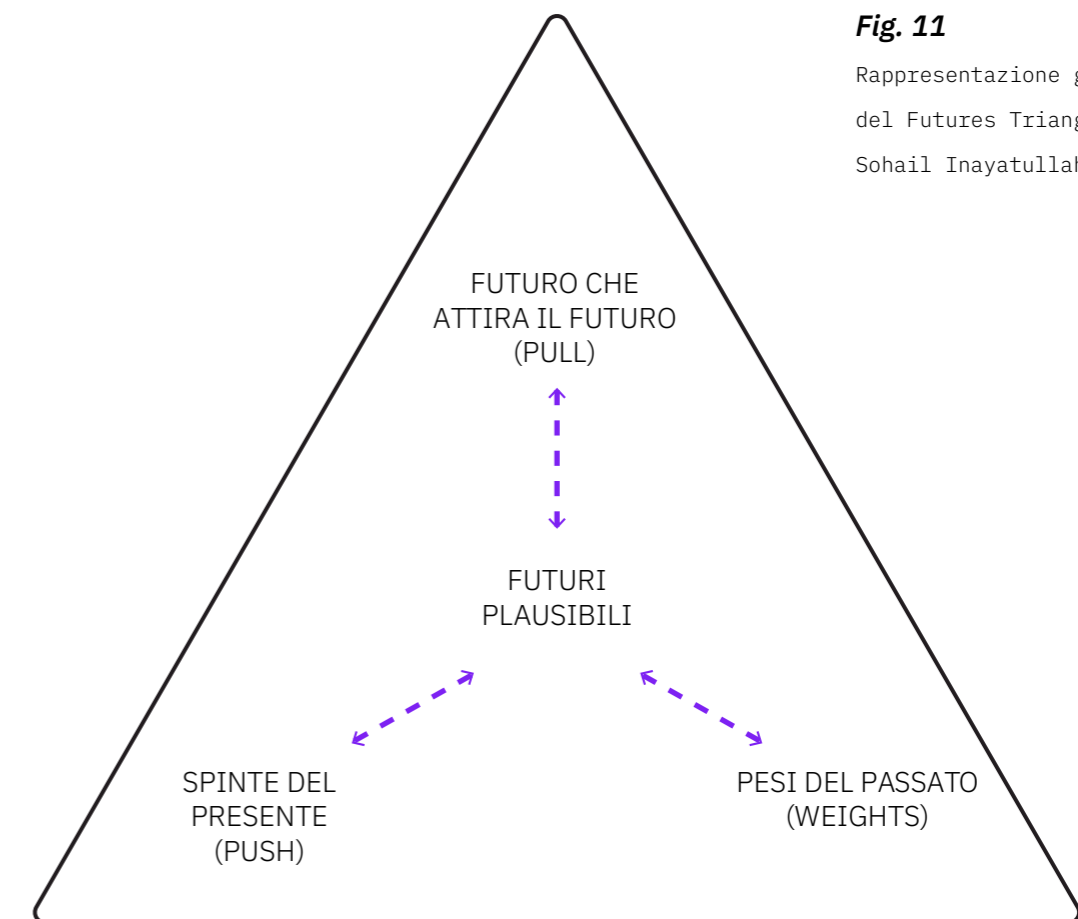 Fig. 11
Rappresentazione
del Futures
Sohail
FUTURO CHE
ATTIRA IL FUTURO
(PULL)
FUTURI
PLAUSIBILI
SPINTE DEL
PRESENTE
(PUSH)
PESI DEL PASSATO
(WEIGHTS)